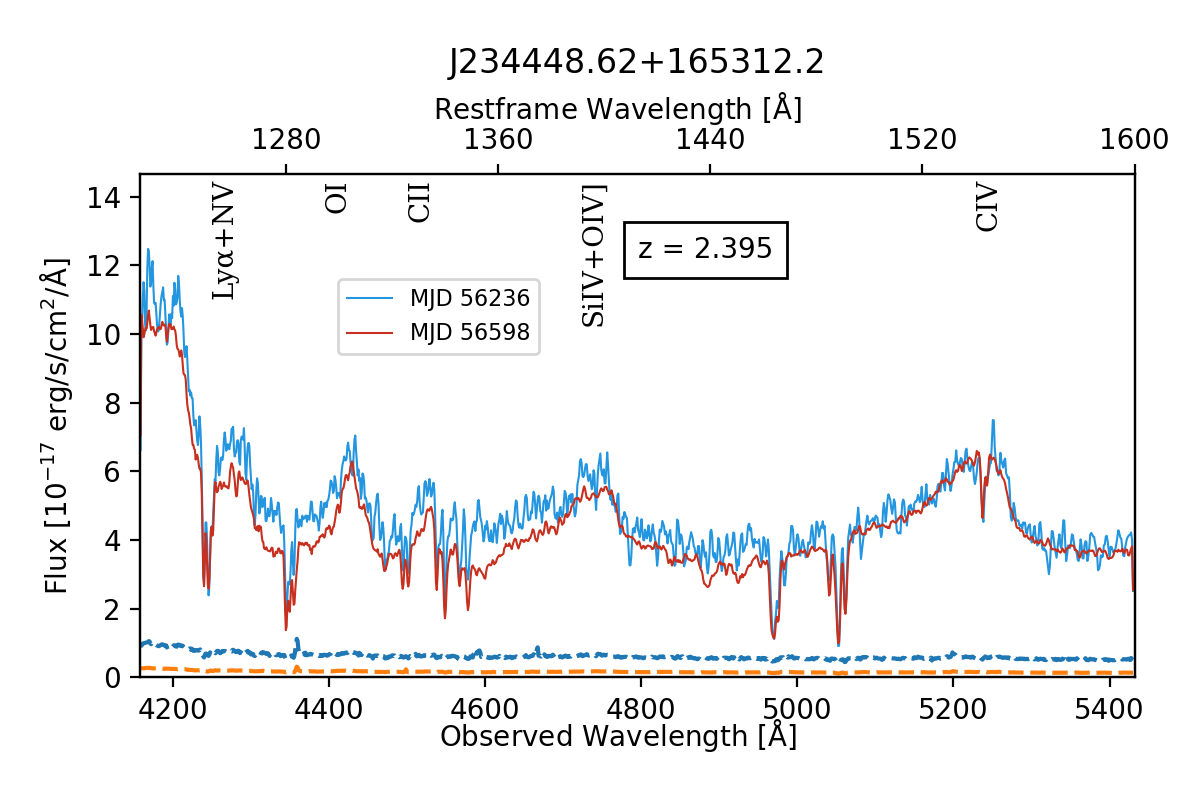 J234448.62+165312.2
Restframe Wavelength [Å]
1280 1360 1440 1520 1600
Lyα+NV
OI
CII
SiIV+OIV]
CIV
z = 2.395
MJD 56236
MJD 56598
Flux [10⁻¹⁷ erg/s/cm²/Å]
14
12
10
8
6
4
2
0
4200 4400 4600 4800 5000 5200 5400
Observed Wavelength [Å]